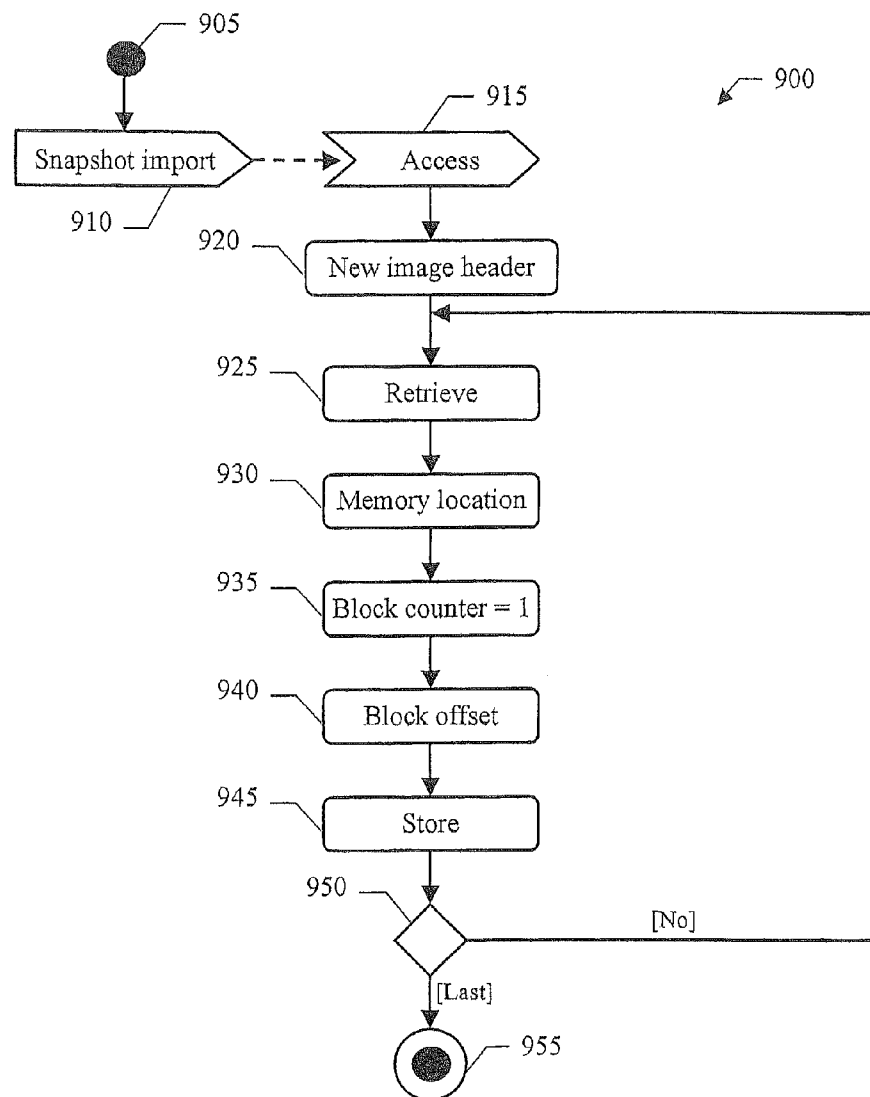 905
900
915
Snapshot import
Access
910
920
New image header
925
Retrieve
930
Memory location
935
Block counter = 1
940
Block offset
945
Store
950
[No]
[Last]
955